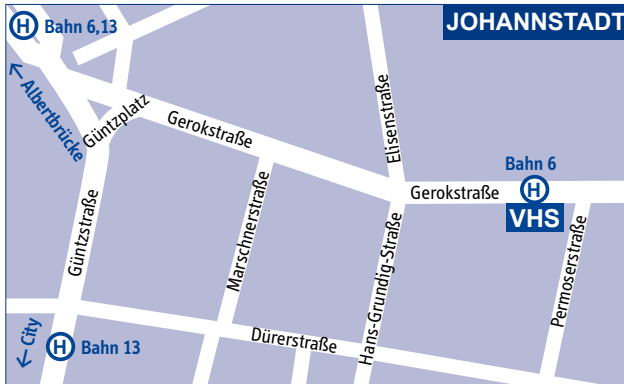 H Bahn 6,13
JOHANNSTADT
← Albertbrücke
Güntzplatz
Gerokstraße
Elisenstraße
Bahn 6
Gerokstraße
H
VHS
Güntzstraße
Marschnerstraße
Hans-Grundig-Straße
Permoserstraße
← City
H Bahn 13
Dürerstraße